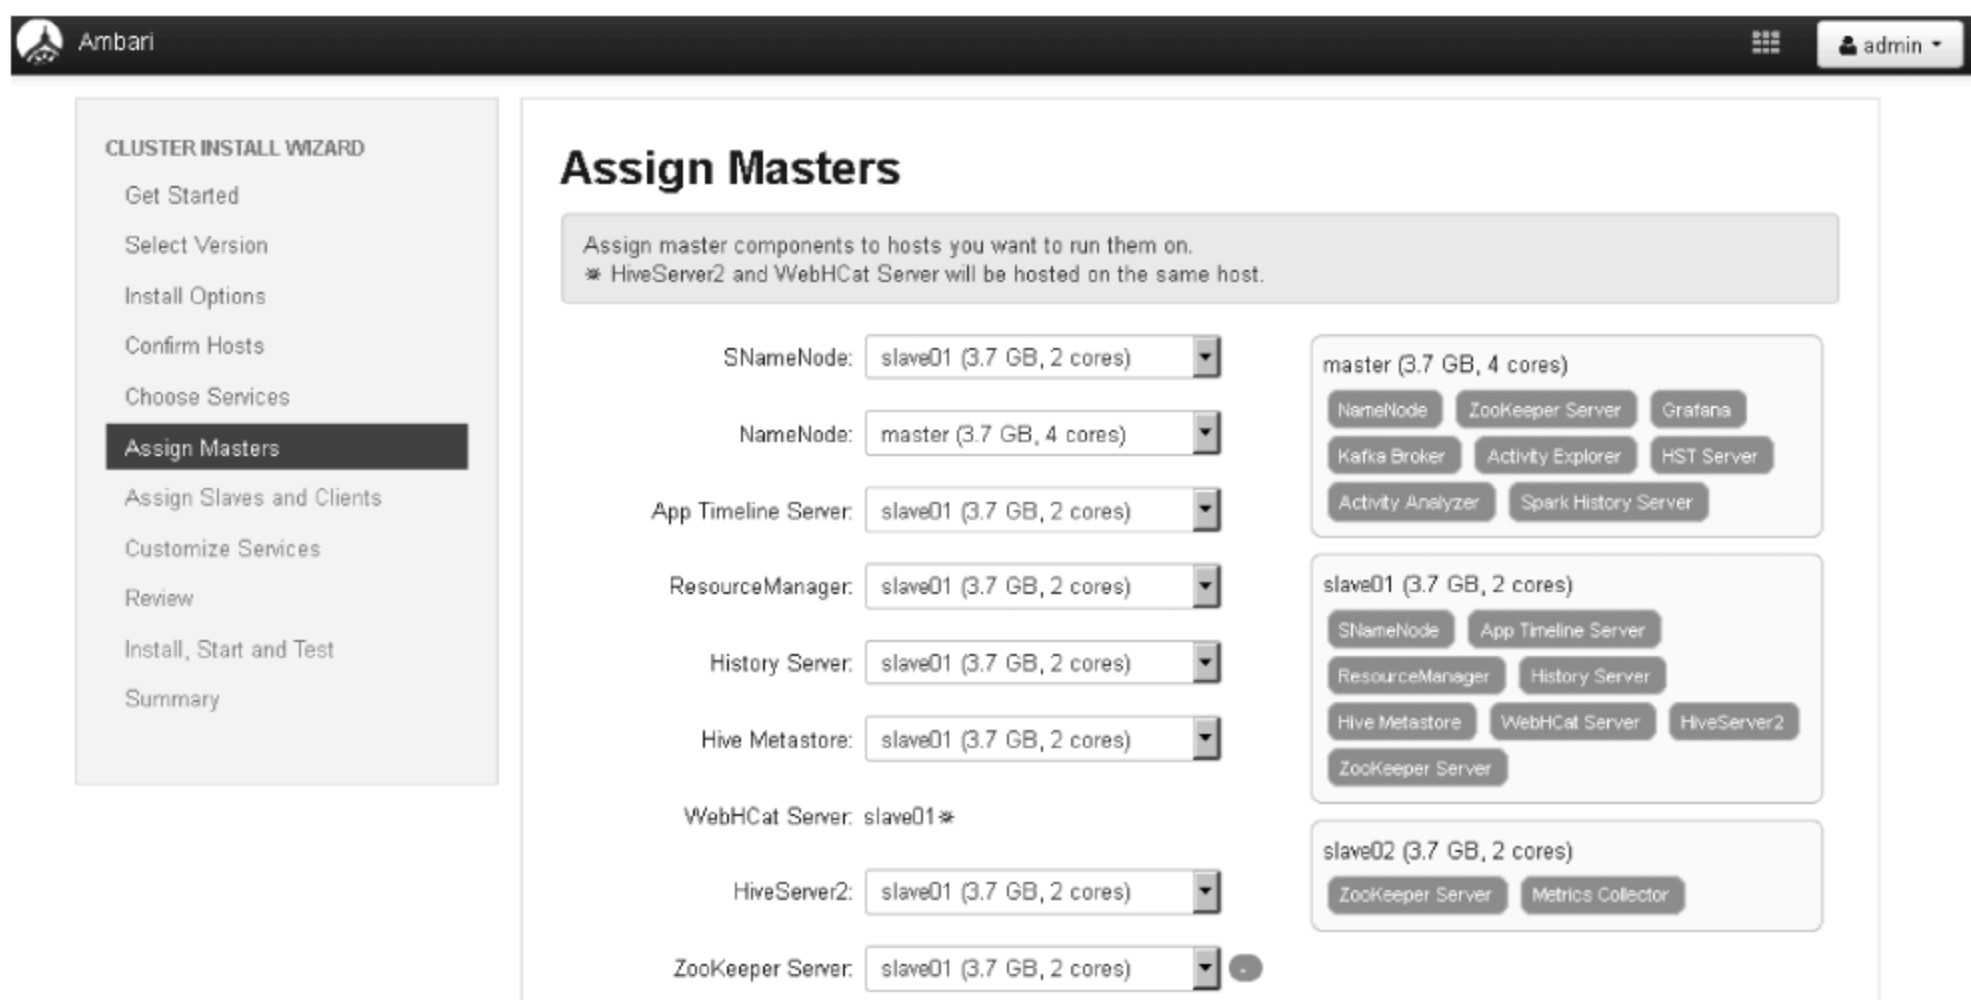 Ambari
admin
CLUSTER INSTALL WIZARD
Get Started
Select Version
Install Options
Confirm Hosts
Choose Services
Assign Masters
Assign Slaves and Clients
Customize Services
Review
Install, Start and Test
Summary
Assign Masters
Assign master components to hosts you want to run them on.
✵ HiveServer2 and WebHCat Server will be hosted on the same host.
SNameNode: slave01 (3.7 GB, 2 cores)
NameNode: master (3.7 GB, 4 cores)
App Timeline Server: slave01 (3.7 GB, 2 cores)
ResourceManager: slave01 (3.7 GB, 2 cores)
History Server: slave01 (3.7 GB, 2 cores)
Hive Metastore: slave01 (3.7 GB, 2 cores)
WebHCat Server: slave01✵
HiveServer2: slave01 (3.7 GB, 2 cores)
ZooKeeper Server: slave01 (3.7 GB, 2 cores) -
master (3.7 GB, 4 cores)
NameNode ZooKeeper Server Grafana
Kafka Broker Activity Explorer HST Server
Activity Analyzer Spark History Server
slave01 (3.7 GB, 2 cores)
SNameNode App Timeline Server
ResourceManager History Server
Hive Metastore WebHCat Server HiveServer2
ZooKeeper Server
slave02 (3.7 GB, 2 cores)
ZooKeeper Server Metrics Collector